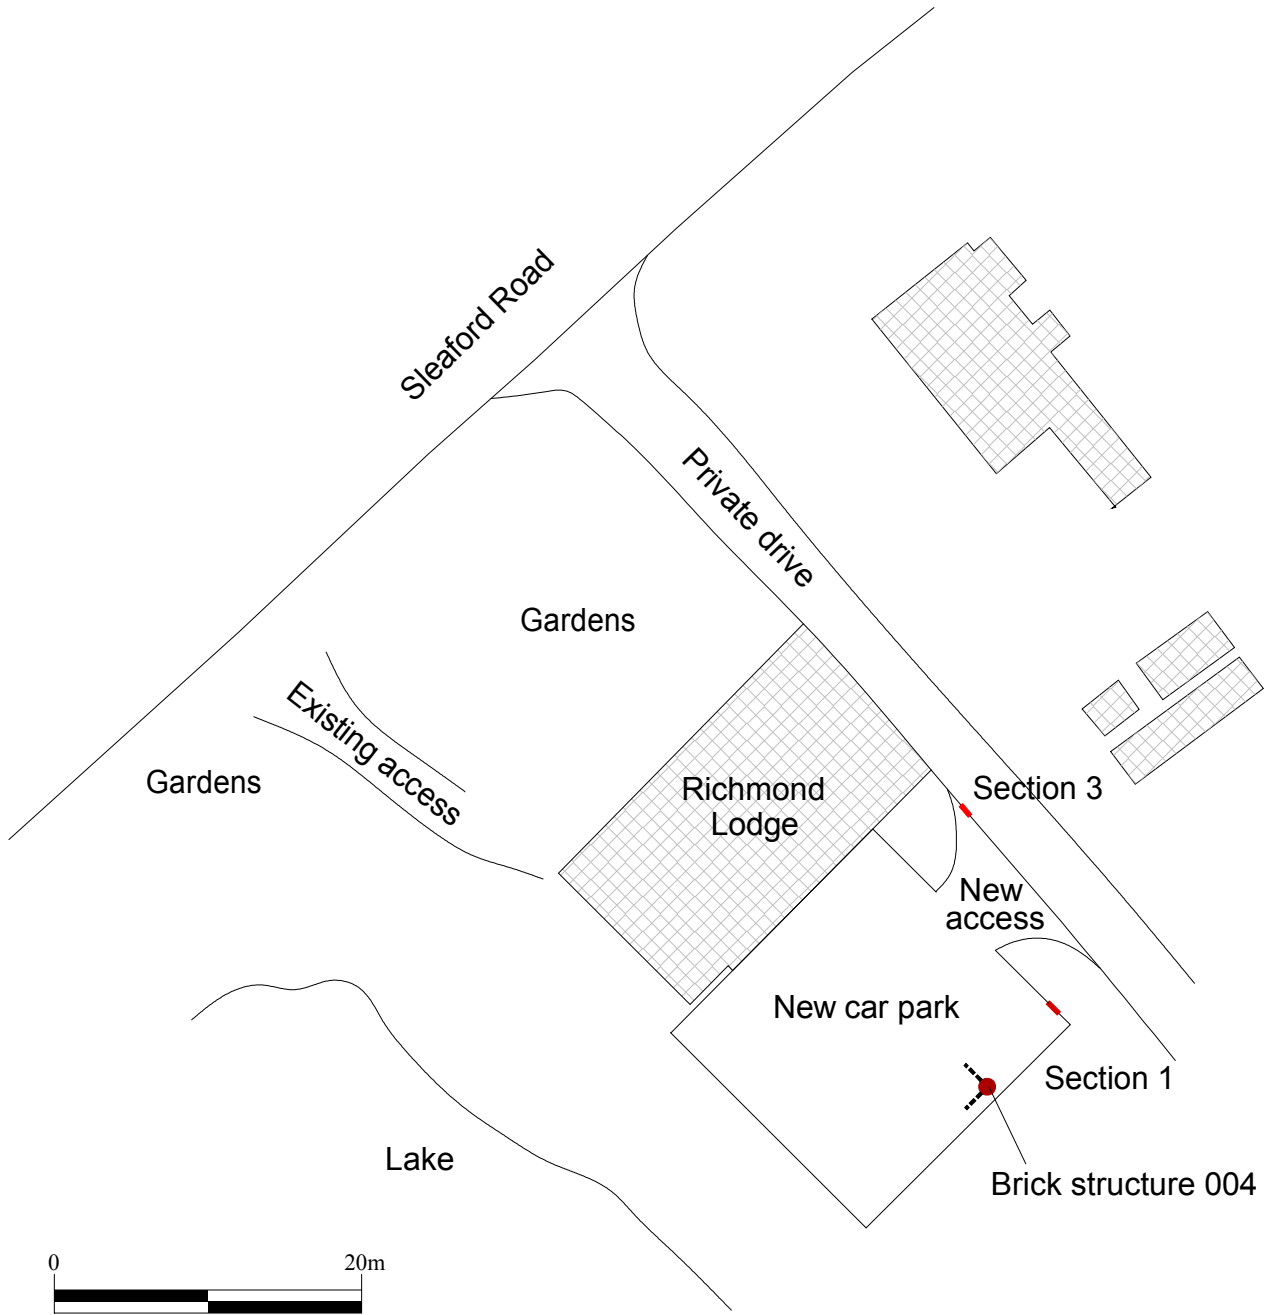 Sleaford Road
Private drive
Gardens
Existing access
Gardens
Richmond
Lodge
Section 3
New
access
New car park
Section 1
Lake
Brick structure 004
0
20m